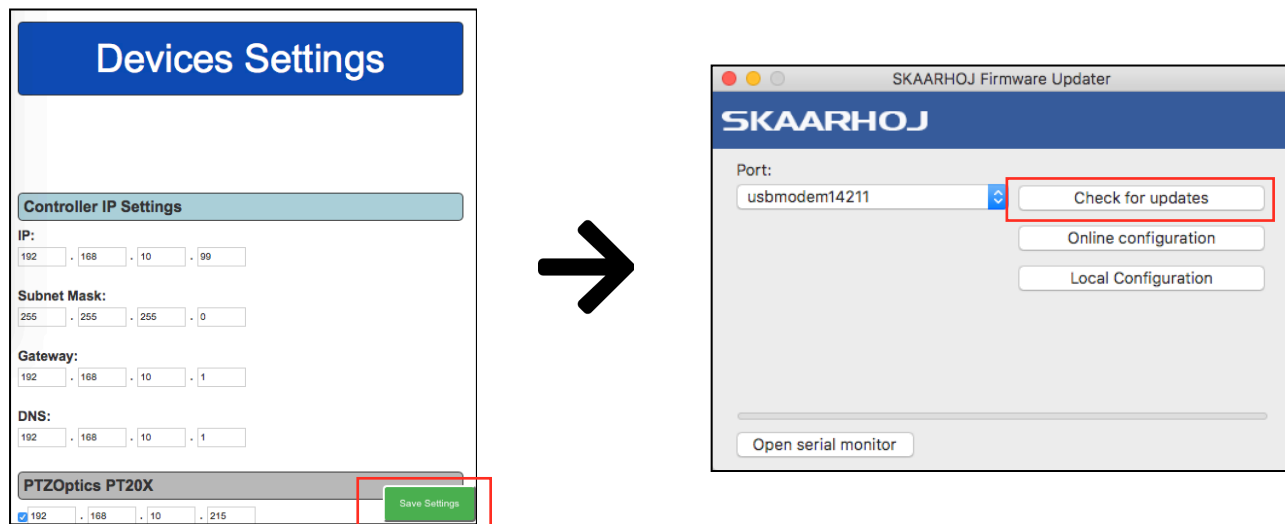 Devices Settings
Controller IP Settings
IP:
192 . 168 . 10 . 99
Subnet Mask:
255 . 255 . 255 . 0
Gateway:
192 . 168 . 10 . 1
DNS:
192 . 168 . 10 . 1
PTZOptics PT20X
Save Settings
192 . 168 . 10 . 215
SKAARHOJ Firmware Updater
SKAARHOJ
Port:
usbmodem14211
Check for updates
Online configuration
Local Configuration
Open serial monitor